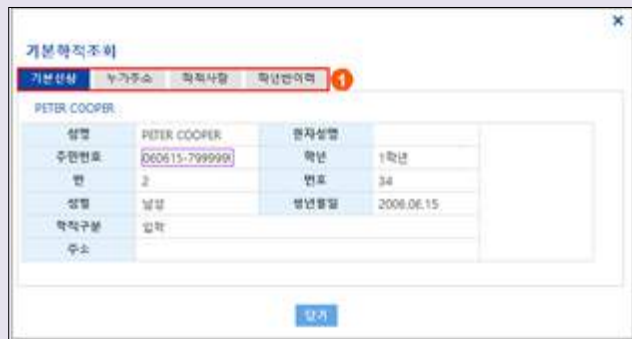 기본학적조회
기본신상 누가주소 학적사항 학년반이력 1
PETER COOPER
성명 PETER COOPER 한자성명
주민번호 060615-799999 학년 1학년
반 2 번호 34
성별 남성 생년월일 2006.06.15
학적구분 입학
주소
닫기